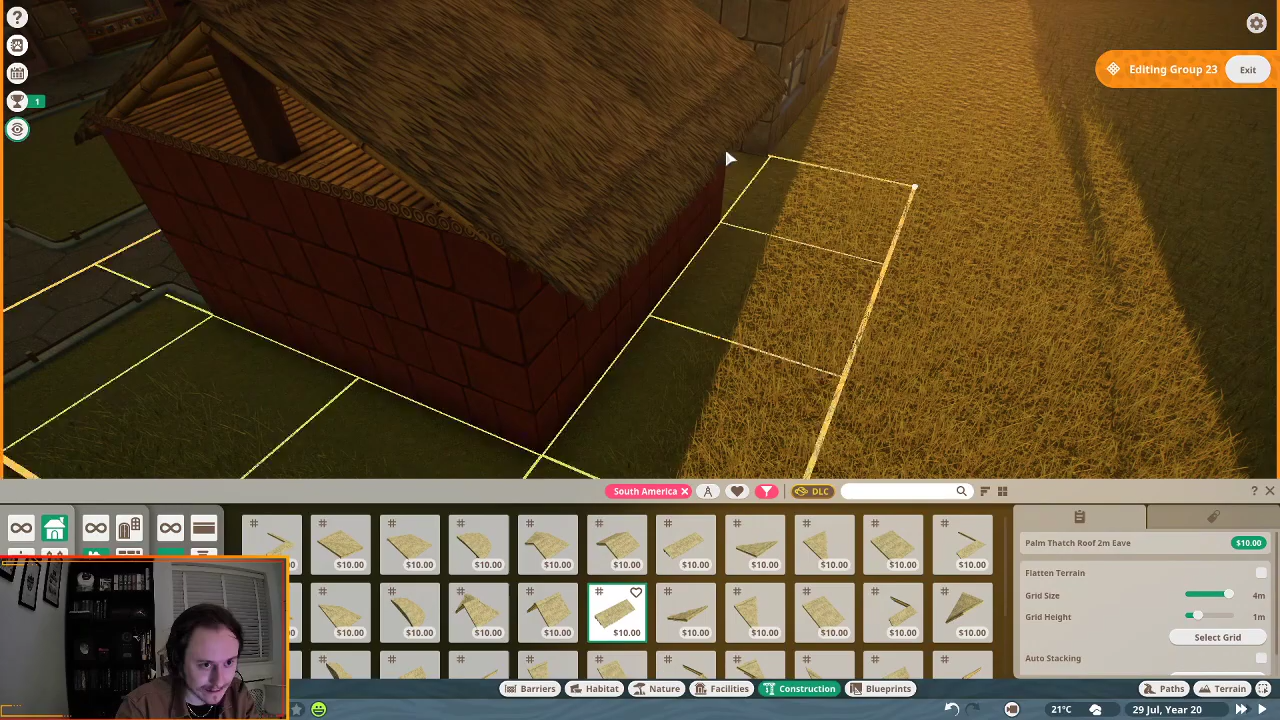 ?
1
Editing Group 23
Exit
South America ×
DLC
? ×
$10.00 $10.00 $10.00 $10.00 $10.00 $10.00 $10.00 $10.00 $10.00 $10.00 $10.00
$10.00 $10.00 $10.00 $10.00 $10.00 $10.00 $10.00 $10.00 $10.00 $10.00 $10.00
Palm Thatch Roof 2m Eave
$10.00
Flatten Terrain
Grid Size 4m
Grid Height 1m
Select Grid
Auto Stacking
Barriers Habitat Nature Facilities Construction Blueprints
Paths Terrain
21°C
29 Jul, Year 20